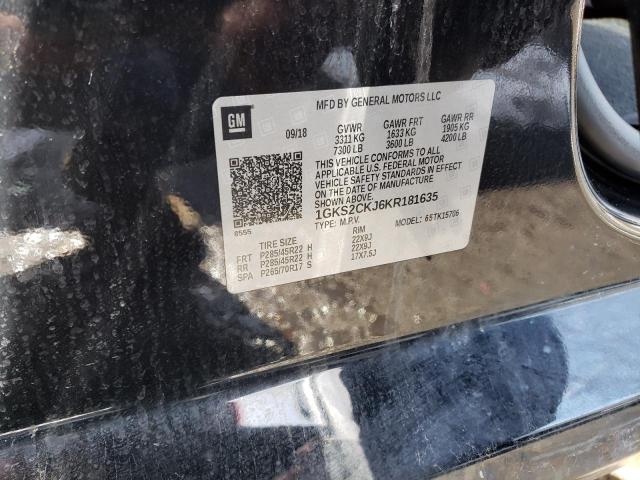 GM
MFD BY GENERAL MOTORS LLC
09/18 GVWR GAWR FRT GAWR RR
3311 KG 1633 KG 1905 KG
7300 LB 3600 LB 4200 LB
THIS VEHICLE CONFORMS TO ALL
APPLICABLE U.S. FEDERAL MOTOR
VEHICLE SAFETY STANDARDS IN EFFECT
ON THE DATE OF MANUFACTURE
SHOWN ABOVE.
1GKS2CKJ6KR181635
TYPE: M.P.V. MODEL: 6STK15706
8555
TIRE SIZE RIM
FRT P285/45R22 H 22X9J
RR P285/45R22 H 22X9J
SPA P265/70R17 S 17X7.5J